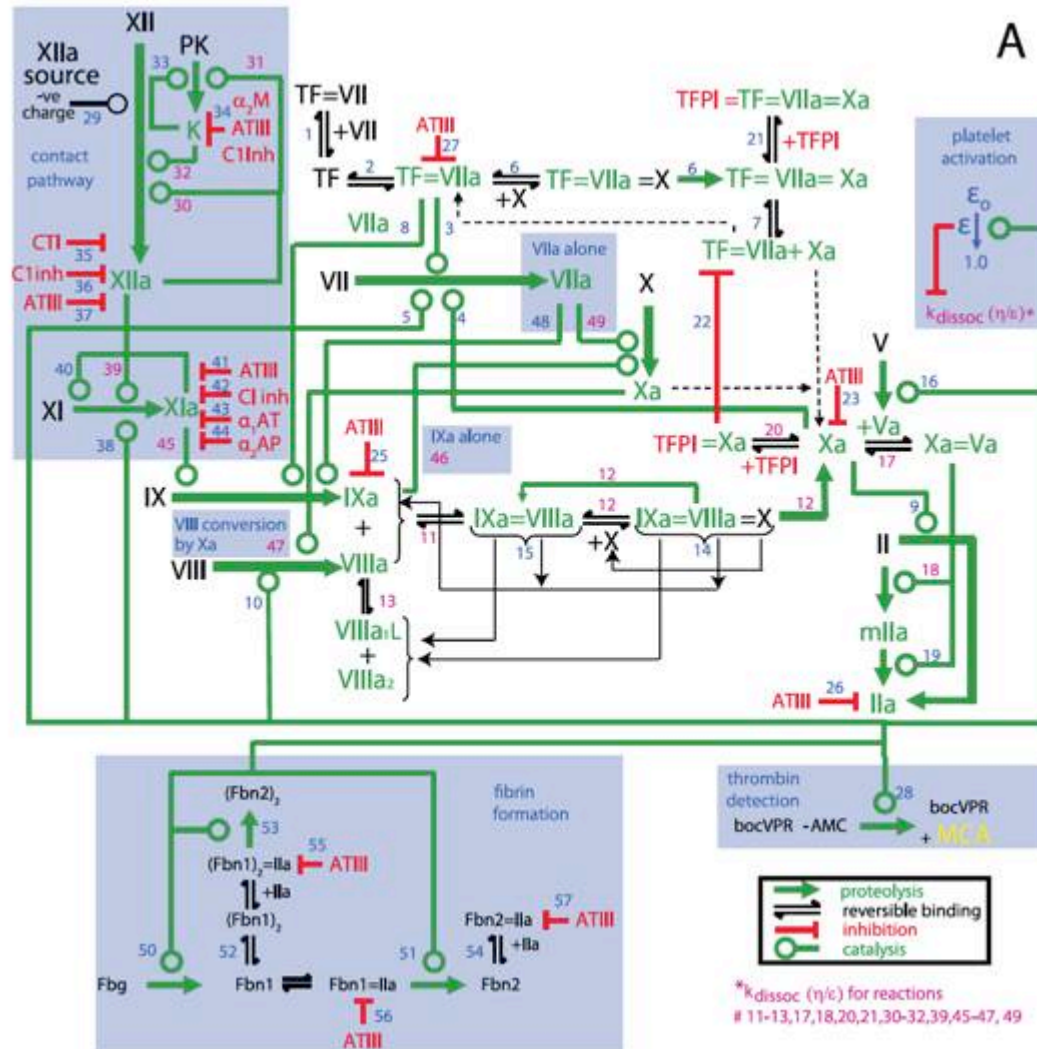 A
XII
XIIa source
-ve charge
29
contact pathway
PK
33
31
K
34
α₂M
ATIII
C1Inh
32
30
CTI
35
C1inh
36
ATIII
37
XIIa
40
39
XI
XIa
41
ATIII
42
CI inh
43
α₁AT
44
α₂AP
38
45
TF=VII
1
+VII
TF
2
TF=VIIa
ATIII
27
6
+X
TF=VIIa =X
6
TF= VIIa= Xa
TFPI =TF=VIIa=Xa
21
+TFPI
7
TF=VIIa+ Xa
VIIa
8
3
VII
VIIa alone
VIIa
5
4
48
49
X
Xa
22
platelet activation
ε₀
ε
1.0
kdissoc (η/ε)*
V
16
ATIII
23
+Va
TFPI =Xa
20
+TFPI
Xa
17
Xa=Va
IX
ATIII
25
IXa
IXa alone
46
+
VIII conversion by Xa
47
VIII
VIIIa
10
11
IXa=VIIIa
12
12
+X
IXa=VIIIa =X
12
15
14
13
VIIIa₁L
+
VIIIa₂
9
II
18
mIIa
19
ATIII
26
IIa
fibrin formation
(Fbn2)₂
53
(Fbn1)₂=IIa
55
ATIII
+IIa
(Fbn1)₂
52
50
Fbg
Fbn1
Fbn1=IIa
51
Fbn2
56
ATIII
54
+IIa
Fbn2=IIa
57
ATIII
thrombin detection
28
bocVPR -AMC
bocVPR
+ MCA
proteolysis
reversible binding
inhibition
catalysis
*kdissoc (η/ε) for reactions
# 11-13,17,18,20,21,30-32,39,45-47, 49